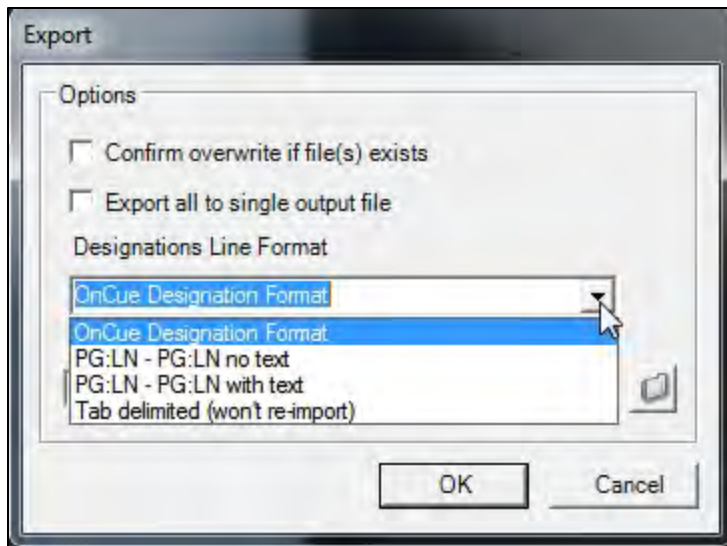 Export
Options
Confirm overwrite if file(s) exists
Export all to single output file
Designations Line Format
OnCue Designation Format
OnCue Designation Format
PG:LN - PG:LN no text
PG:LN - PG:LN with text
Tab delimited (won't re-import)
OK Cancel